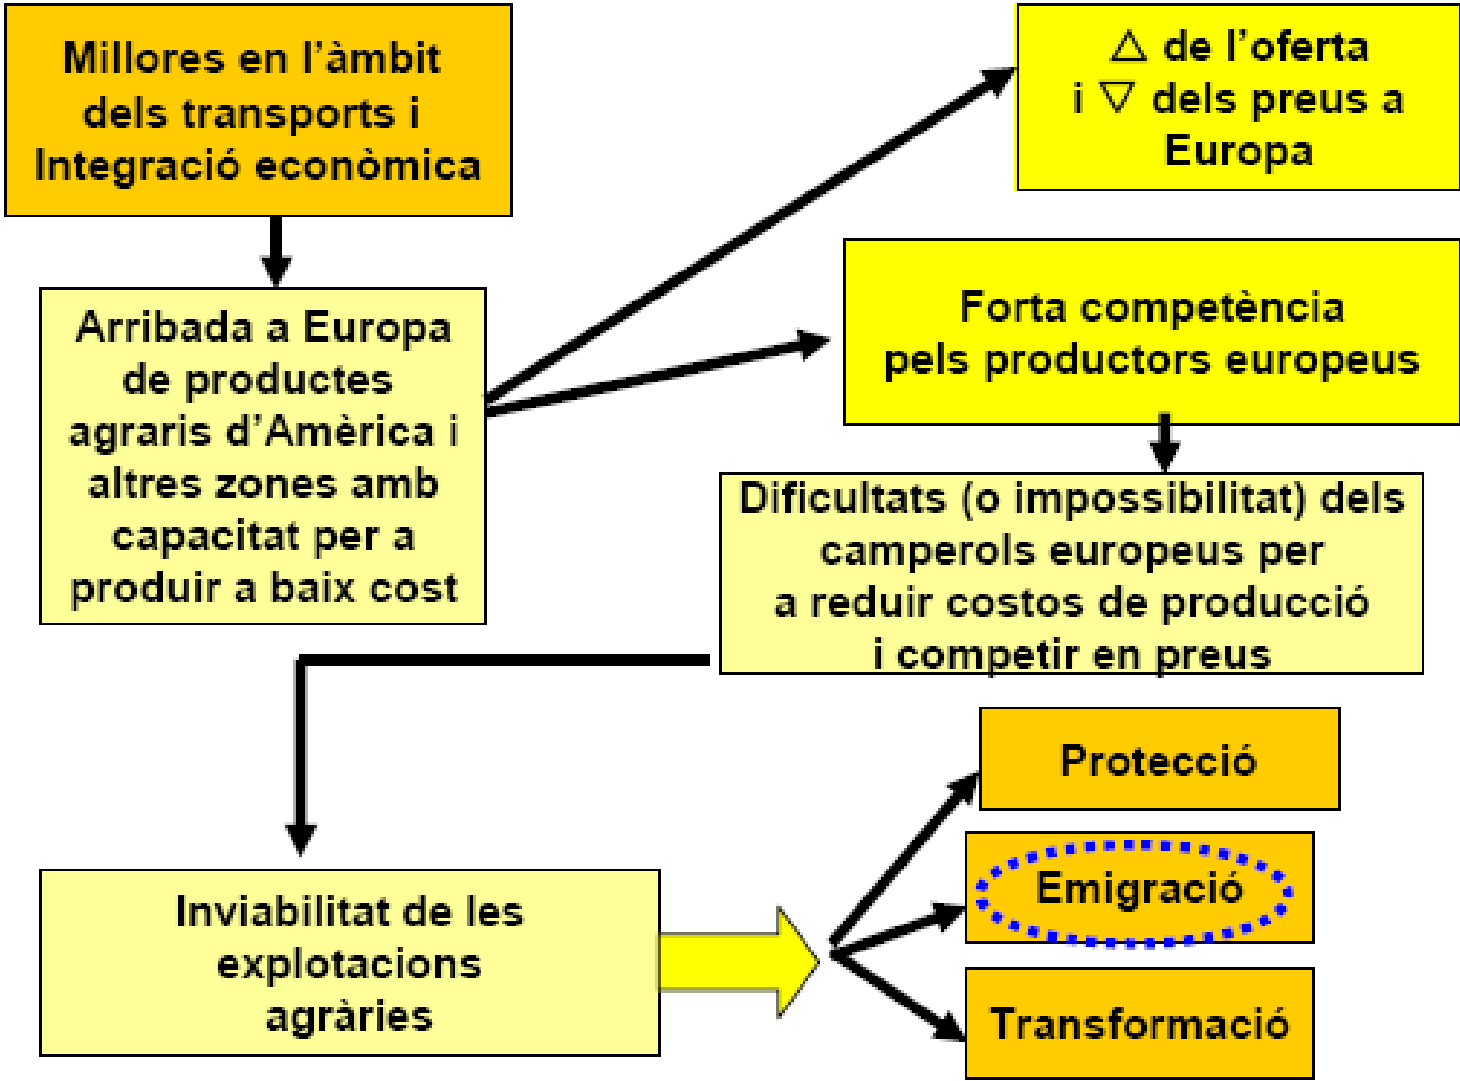 Millores en l'àmbit
dels transports i
Integració econòmica
△ de l'oferta
i ▽ dels preus a
Europa
Arribada a Europa
de productes
agraris d'Amèrica i
altres zones amb
capacitat per a
produir a baix cost
Forta competència
pels productors europeus
Dificultats (o impossibilitat) dels
camperols europeus per
a reduir costos de producció
i competir en preus
Inviabilitat de les
explotacions
agràries
Protecció
Emigració
Transformació